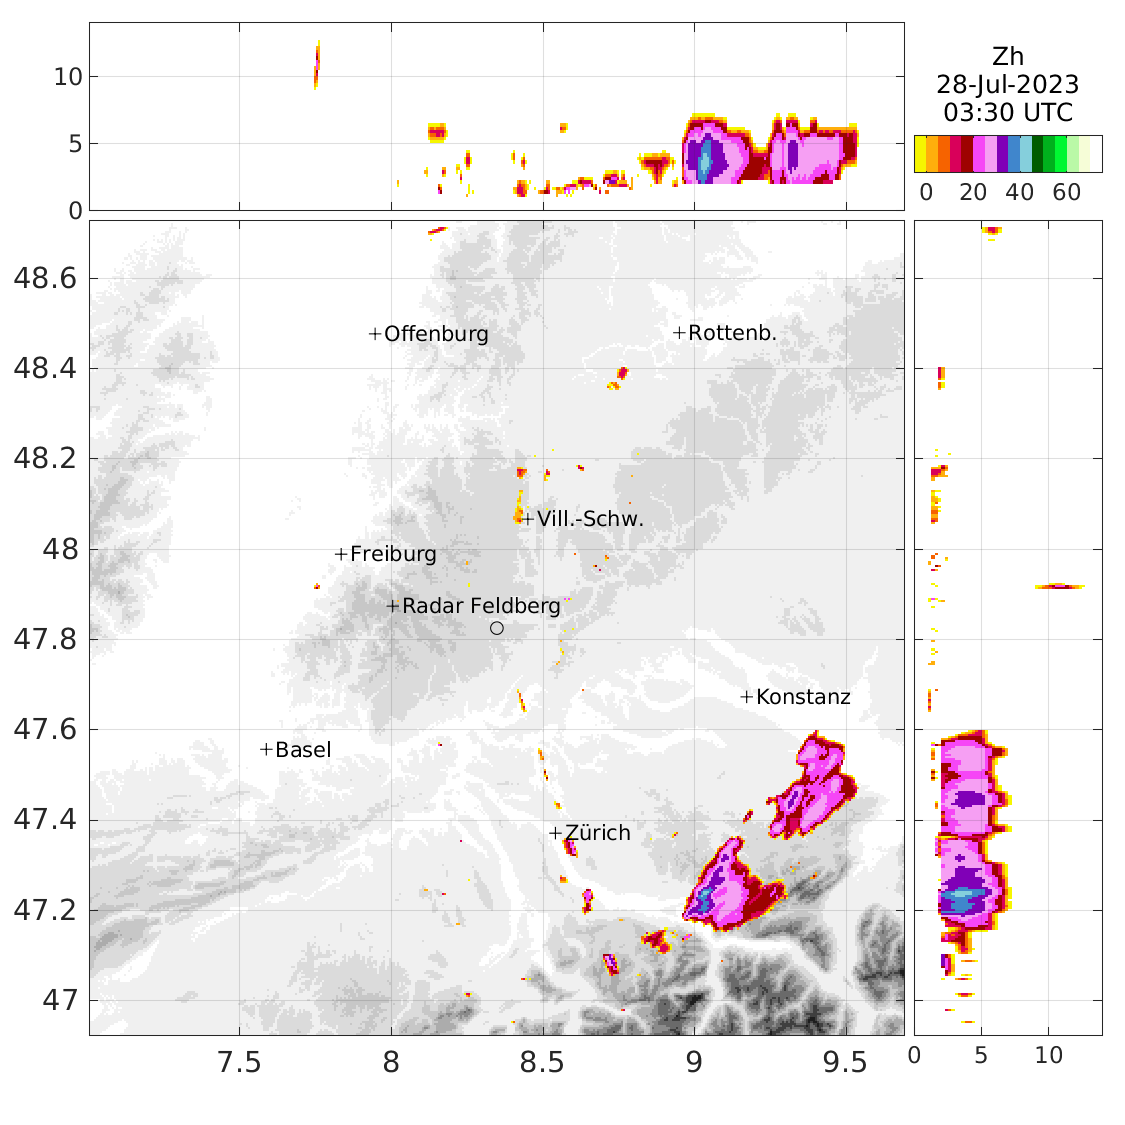 10
5
0
Zh
28-Jul-2023
03:30 UTC
0 20 40 60
48.6
48.4
48.2
48
47.8
47.6
47.4
47.2
47
Offenburg
Rottenb.
Vill.-Schw.
Freiburg
Radar Feldberg
Konstanz
Basel
Zürich
7.5 8 8.5 9 9.5
0 5 10